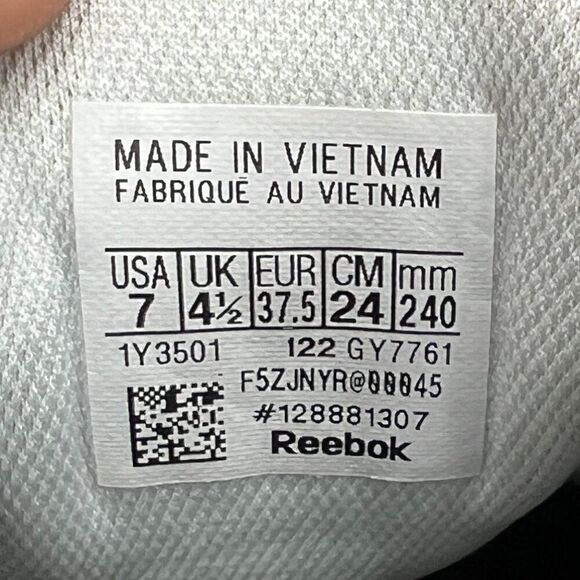 MADE IN VIETNAM
FABRIQUÉ AU VIETNAM
USA UK EUR CM mm
7 4½ 37.5 24 240
1Y3501 122 GY7761
F5ZJNYR@00045
#128881307
Reebok